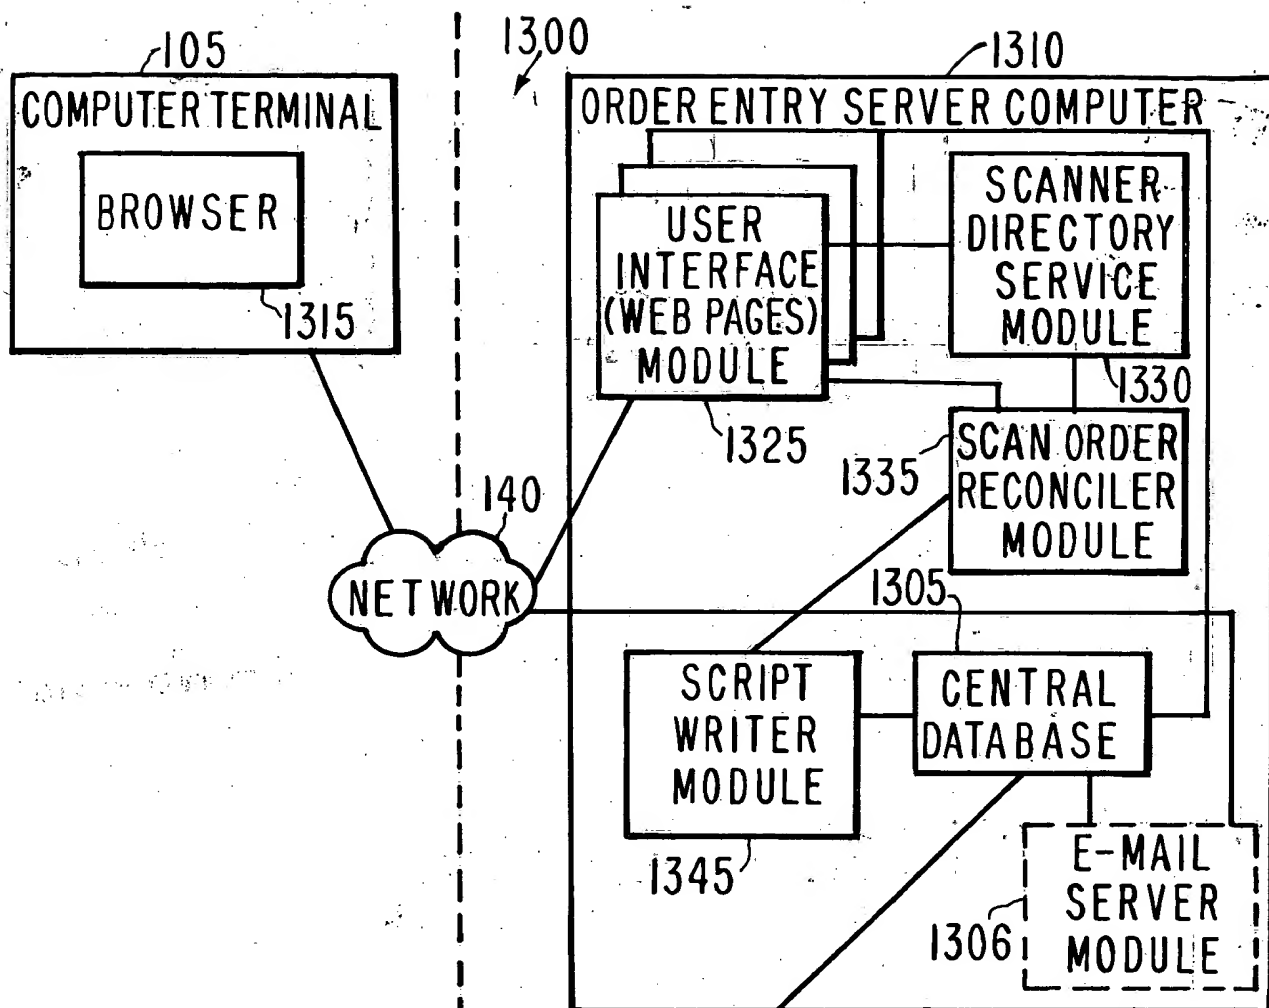 105
COMPUTER TERMINAL
BROWSER
1315
1300
1310
ORDER ENTRY SERVER COMPUTER
USER
INTERFACE
(WEB PAGES)
MODULE
1325
SCANNER
DIRECTORY
SERVICE
MODULE
1330
1335
SCAN ORDER
RECONCILER
MODULE
140
NETWORK
1305
CENTRAL
DATABASE
SCRIPT
WRITER
MODULE
1345
E-MAIL
SERVER
MODULE
1306